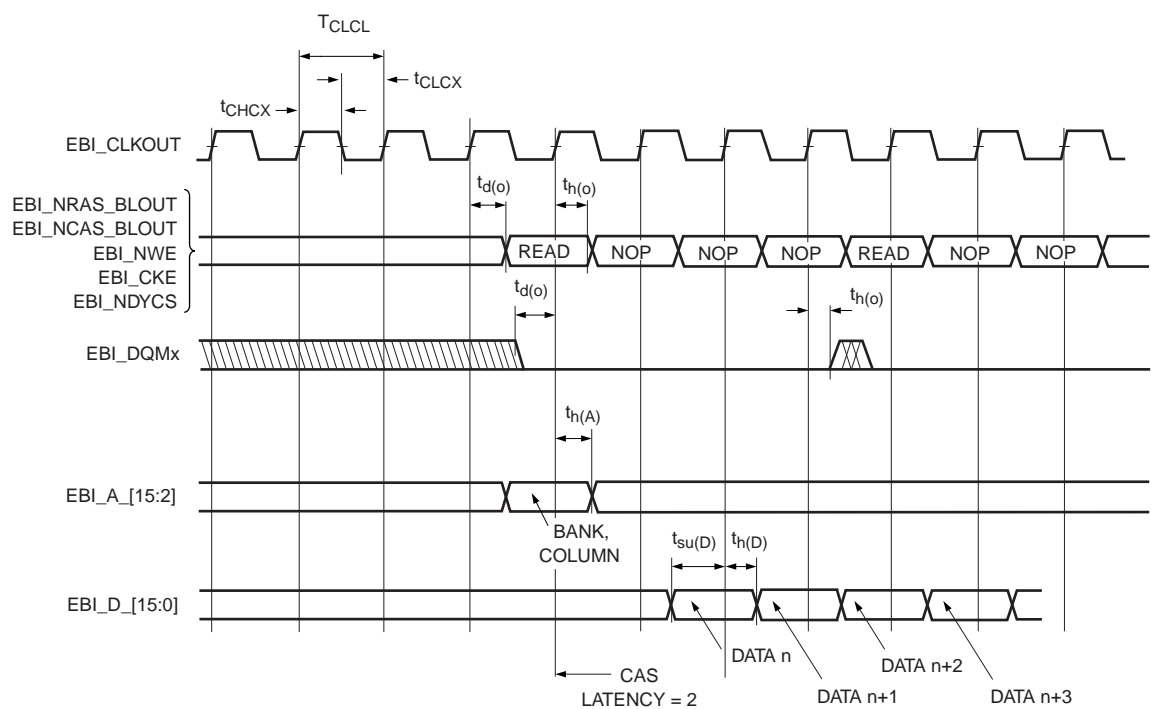 TCLCL
tCLCX
tCHCX
EBI_CLKOUT
td(o)
th(o)
EBI_NRAS_BLOUT
EBI_NCAS_BLOUT
EBI_NWE
EBI_CKE
EBI_NDYCS
READ NOP NOP NOP READ NOP NOP
td(o)
th(o)
EBI_DQMx
th(A)
EBI_A_[15:2]
BANK,
COLUMN
tsu(D)
th(D)
EBI_D_[15:0]
DATA n
DATA n+2
DATA n+1
DATA n+3
CAS
LATENCY = 2